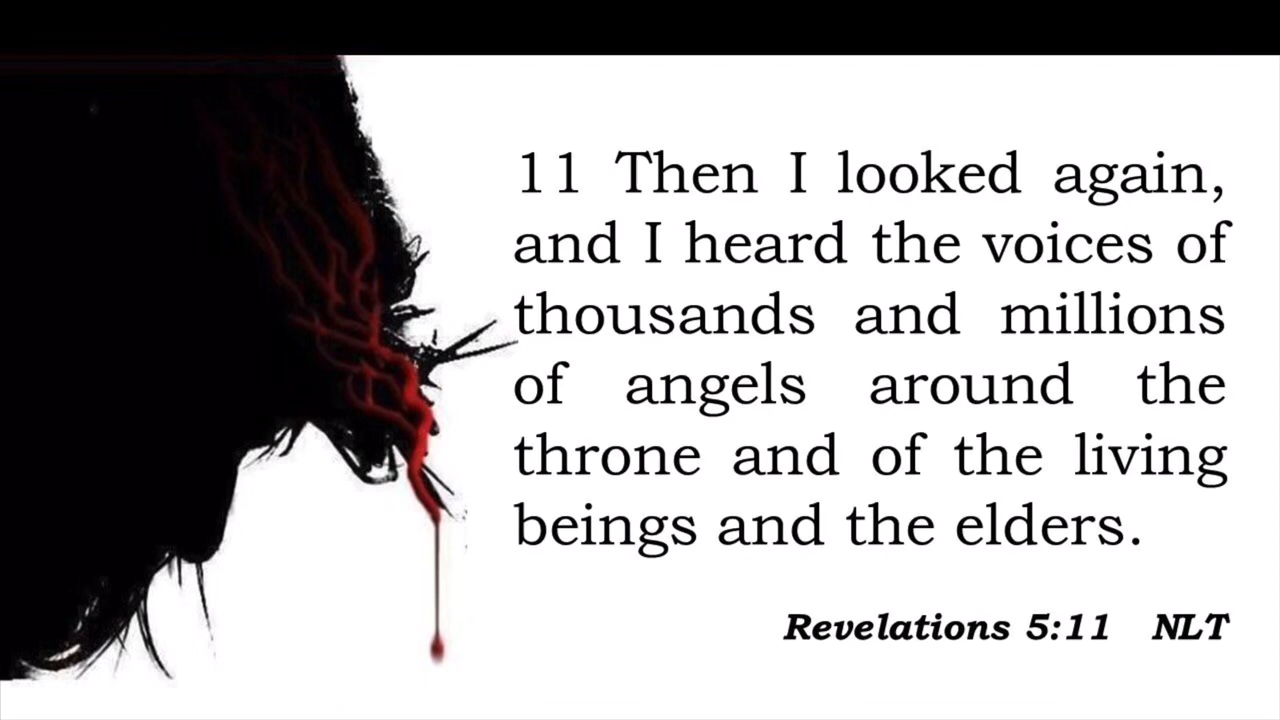 11 Then I looked again,
and I heard the voices of
thousands and millions
of angels around the
throne and of the living
beings and the elders.
Revelations 5:11 NLT